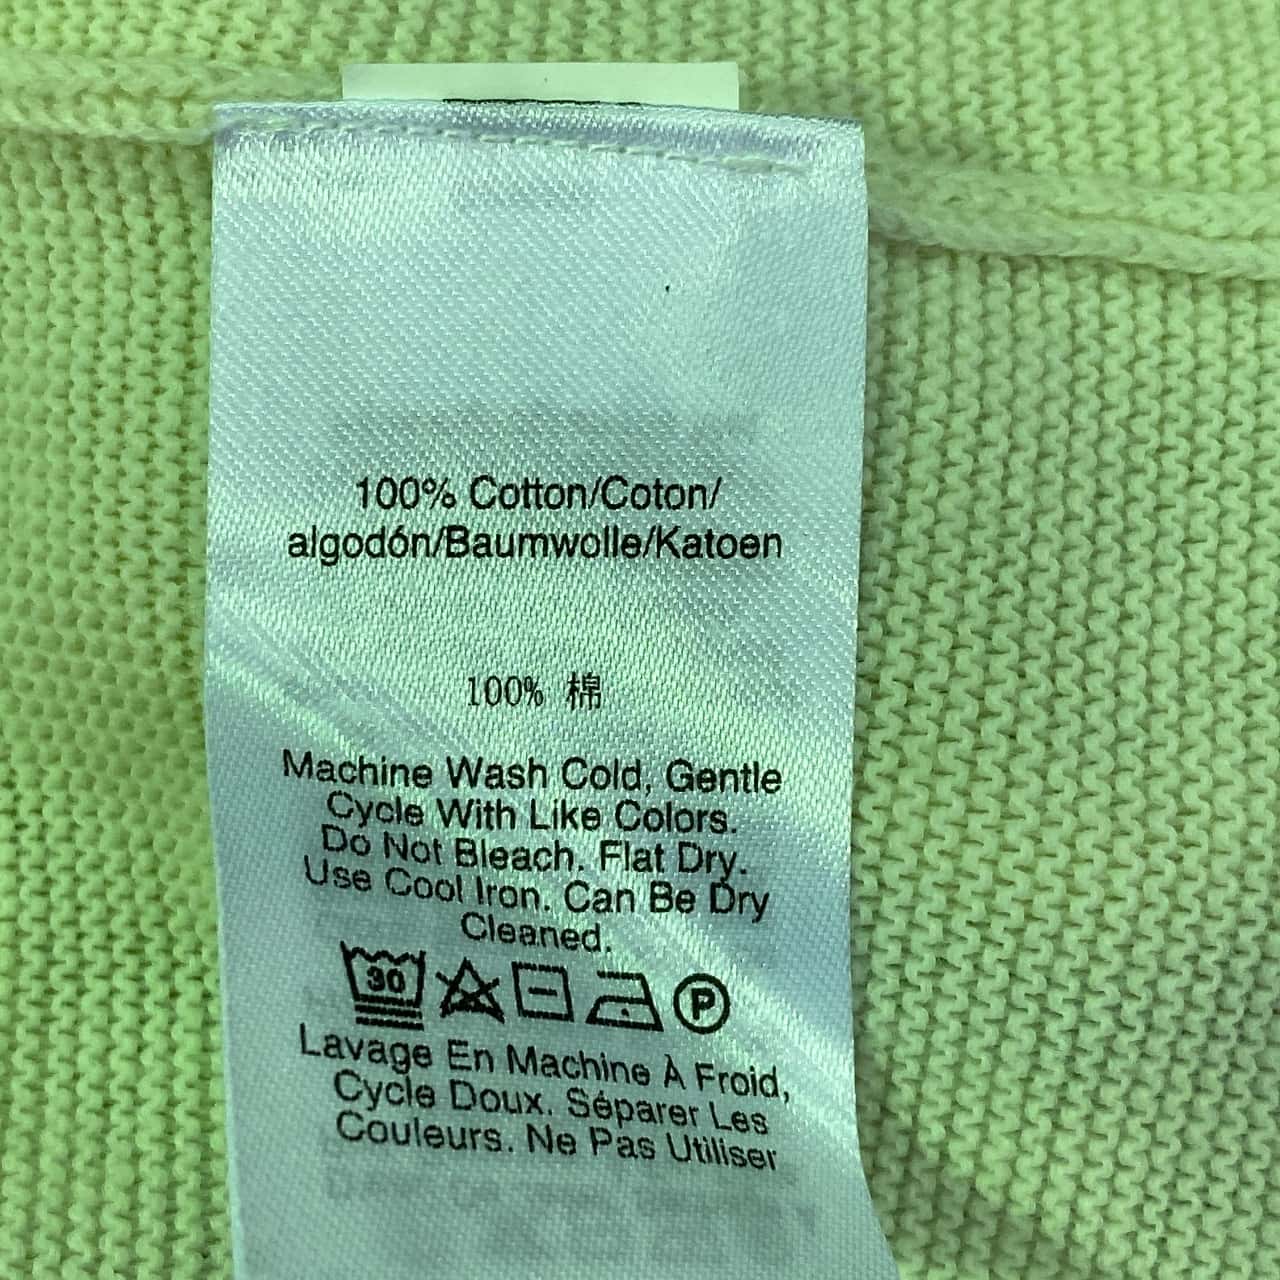 100% Cotton/Coton/
algodón/Baumwolle/Katoen
100% 棉
Machine Wash Cold, Gentle
Cycle With Like Colors.
Do Not Bleach. Flat Dry.
Use Cool Iron. Can Be Dry
Cleaned.
30 P
Lavage En Machine À Froid,
Cycle Doux. Séparer Les
Couleurs. Ne Pas Utiliser